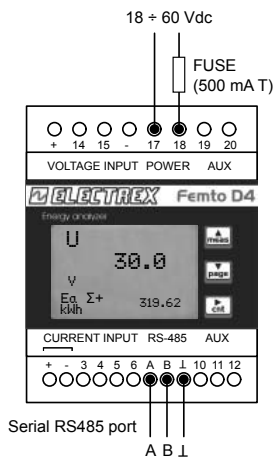 18 ÷ 60 Vdc
FUSE
(500 mA T)
+ 14 15 - 17 18 19 20
VOLTAGE INPUT POWER AUX
ELECTREX Femto D4
Energy analyzer
U
30.0
V
Eα Σ+
kWh 319.62
meas
page
cnt
CURRENT INPUT RS-485 AUX
+ - 3 4 5 6 A B ⊥ 10 11 12
Serial RS485 port
A B ⊥